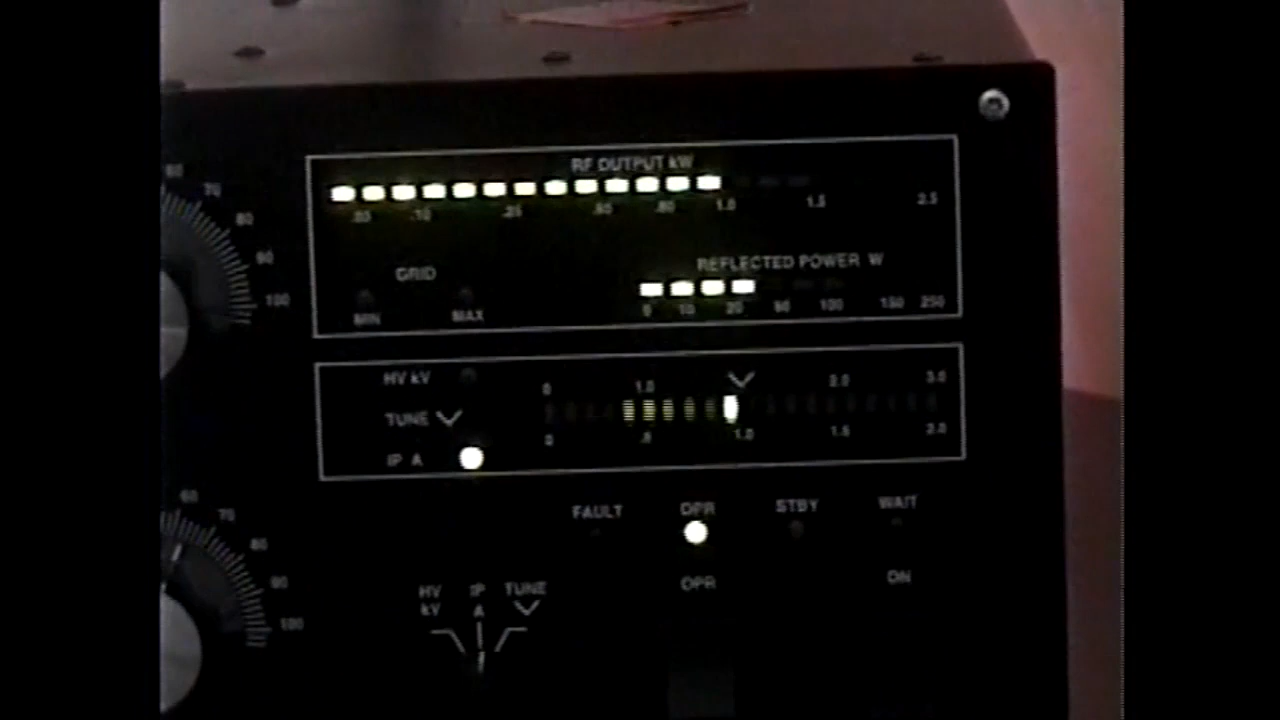 RF OUTPUT kW
.05 .10 .25 .50 .80 1.0 1.5 2.5
60
70
80
90
100
REFLECTED POWER W
GRID
MIN MAX
0 10 20 50 100 150 250
HV kV
0 1.0 2.0 3.0
TUNE
0 .5 1.0 1.5 2.0
IP A
60
70
80
90
100
FAULT OPR STBY WAIT
OPR ON
HV IP TUNE
kV A